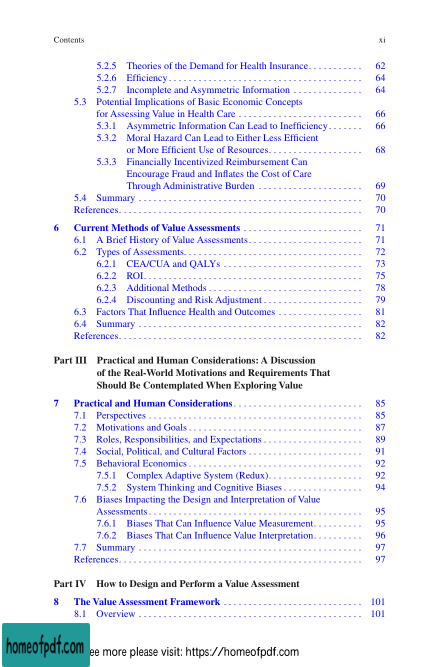 Contents xi
5.2.5 Theories of the Demand for Health Insurance. . . . . . . . . . . 62
5.2.6 Efficiency . . . . . . . . . . . . . . . . . . . . . . . . . . . . . . . . . . . . . . . 64
5.2.7 Incomplete and Asymmetric Information . . . . . . . . . . . . . . 64
5.3 Potential Implications of Basic Economic Concepts
for Assessing Value in Health Care . . . . . . . . . . . . . . . . . . . . . . . . . 66
5.3.1 Asymmetric Information Can Lead to Inefficiency. . . . . . . 66
5.3.2 Moral Hazard Can Lead to Either Less Efficient
or More Efficient Use of Resources. . . . . . . . . . . . . . . . . . . 68
5.3.3 Financially Incentivized Reimbursement Can
Encourage Fraud and Inflates the Cost of Care
Through Administrative Burden . . . . . . . . . . . . . . . . . . . . . 69
5.4 Summary . . . . . . . . . . . . . . . . . . . . . . . . . . . . . . . . . . . . . . . . . . . . . 70
References. . . . . . . . . . . . . . . . . . . . . . . . . . . . . . . . . . . . . . . . . . . . . . . . . 70
6 Current Methods of Value Assessments . . . . . . . . . . . . . . . . . . . . . . . . 71
6.1 A Brief History of Value Assessments. . . . . . . . . . . . . . . . . . . . . . . 71
6.2 Types of Assessments. . . . . . . . . . . . . . . . . . . . . . . . . . . . . . . . . . . . 72
6.2.1 CEA/CUA and QALYs . . . . . . . . . . . . . . . . . . . . . . . . . . . . 73
6.2.2 ROI. . . . . . . . . . . . . . . . . . . . . . . . . . . . . . . . . . . . . . . . . . . . 75
6.2.3 Additional Methods . . . . . . . . . . . . . . . . . . . . . . . . . . . . . . . 78
6.2.4 Discounting and Risk Adjustment . . . . . . . . . . . . . . . . . . . . 79
6.3 Factors That Influence Health and Outcomes . . . . . . . . . . . . . . . . . 81
6.4 Summary . . . . . . . . . . . . . . . . . . . . . . . . . . . . . . . . . . . . . . . . . . . . . 82
References. . . . . . . . . . . . . . . . . . . . . . . . . . . . . . . . . . . . . . . . . . . . . . . . . 82
Part III Practical and Human Considerations: A Discussion
of the Real-World Motivations and Requirements That
Should Be Contemplated When Exploring Value
7 Practical and Human Considerations. . . . . . . . . . . . . . . . . . . . . . . . . . 85
7.1 Perspectives . . . . . . . . . . . . . . . . . . . . . . . . . . . . . . . . . . . . . . . . . . . 85
7.2 Motivations and Goals . . . . . . . . . . . . . . . . . . . . . . . . . . . . . . . . . . . 87
7.3 Roles, Responsibilities, and Expectations . . . . . . . . . . . . . . . . . . . . 89
7.4 Social, Political, and Cultural Factors . . . . . . . . . . . . . . . . . . . . . . . 91
7.5 Behavioral Economics . . . . . . . . . . . . . . . . . . . . . . . . . . . . . . . . . . . 92
7.5.1 Complex Adaptive System (Redux). . . . . . . . . . . . . . . . . . . 92
7.5.2 System Thinking and Cognitive Biases . . . . . . . . . . . . . . . . 94
7.6 Biases Impacting the Design and Interpretation of Value
Assessments. . . . . . . . . . . . . . . . . . . . . . . . . . . . . . . . . . . . . . . . . . . 95
7.6.1 Biases That Can Influence Value Measurement. . . . . . . . . . 95
7.6.2 Biases That Can Influence Value Interpretation. . . . . . . . . . 96
7.7 Summary . . . . . . . . . . . . . . . . . . . . . . . . . . . . . . . . . . . . . . . . . . . . . 97
References. . . . . . . . . . . . . . . . . . . . . . . . . . . . . . . . . . . . . . . . . . . . . . . . . 97
Part IV How to Design and Perform a Value Assessment
8 The Value Assessment Framework . . . . . . . . . . . . . . . . . . . . . . . . . . . . 101
8.1 Overview . . . . . . . . . . . . . . . . . . . . . . . . . . . . . . . . . . . . . . . . . . . . . 101
homeofpdf.com
ee more please visit: https://homeofpdf.com